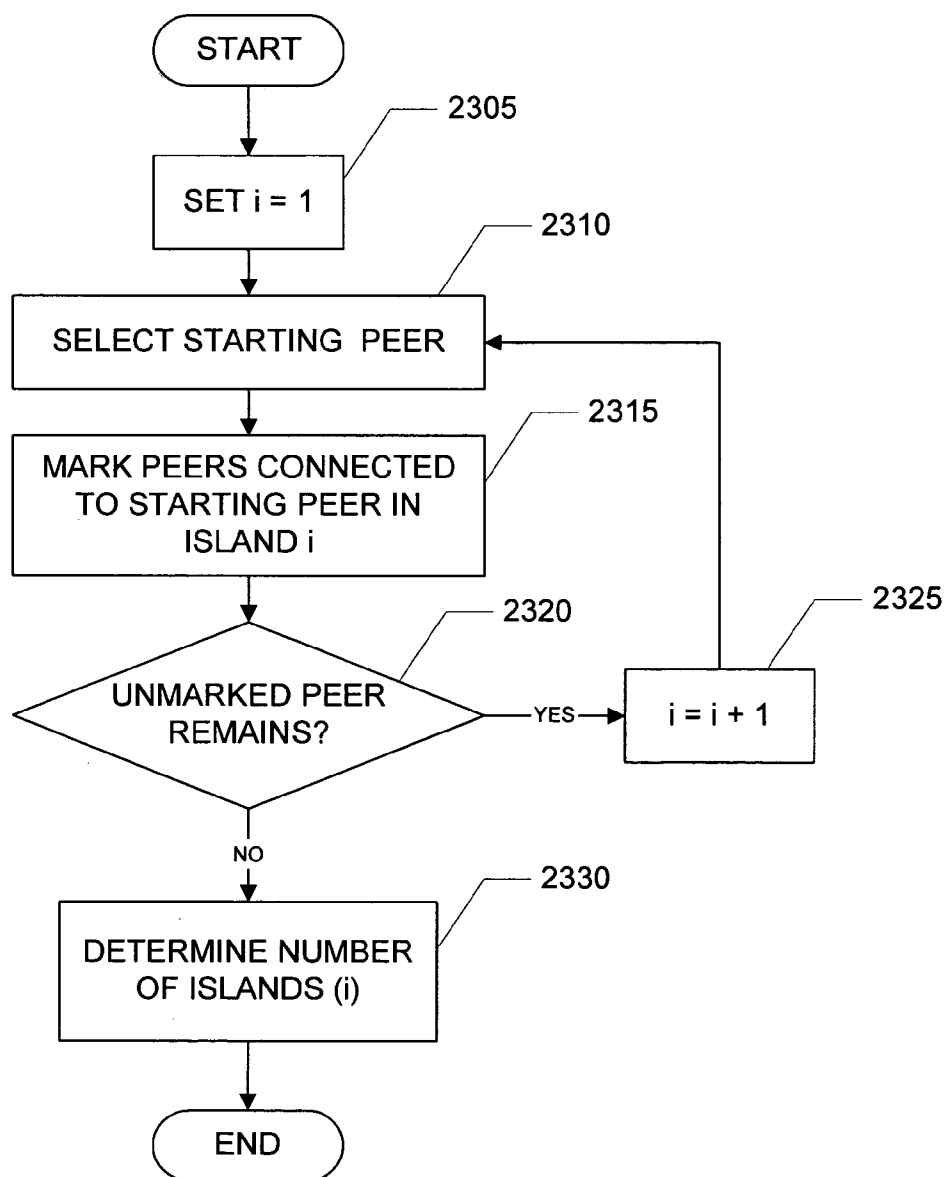 START
2305
SET i = 1
2310
SELECT STARTING PEER
2315
MARK PEERS CONNECTED
TO STARTING PEER IN
ISLAND i
2320
2325
UNMARKED PEER
REMAINS?
YES
i = i + 1
NO
2330
DETERMINE NUMBER
OF ISLANDS (i)
END